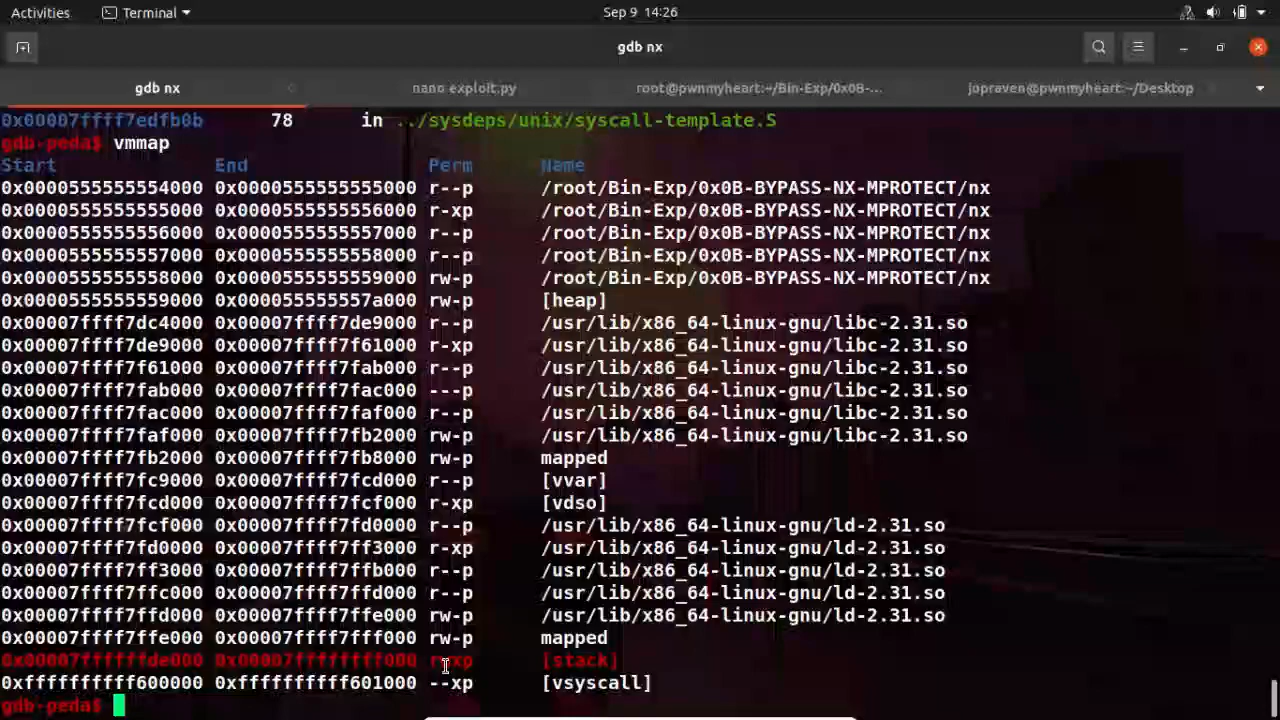 Activities Terminal Sep 9 14:26
gdb nx
gdb nx nano exploit.py root@pwnmyheart:~/Bin-Exp/0x0B-... jopraven@pwnmyheart:~/Desktop
0x00007ffff7edfb0b 78 in ../sysdeps/unix/syscall-template.S
gdb-peda$ vmmap
Start End Perm Name
0x0000555555554000 0x0000555555555000 r--p /root/Bin-Exp/0x0B-BYPASS-NX-MPROTECT/nx
0x0000555555555000 0x0000555555556000 r-xp /root/Bin-Exp/0x0B-BYPASS-NX-MPROTECT/nx
0x0000555555556000 0x0000555555557000 r--p /root/Bin-Exp/0x0B-BYPASS-NX-MPROTECT/nx
0x0000555555557000 0x0000555555558000 r--p /root/Bin-Exp/0x0B-BYPASS-NX-MPROTECT/nx
0x0000555555558000 0x0000555555559000 rw-p /root/Bin-Exp/0x0B-BYPASS-NX-MPROTECT/nx
0x0000555555559000 0x000055555557a000 rw-p [heap]
0x00007ffff7dc4000 0x00007ffff7de9000 r--p /usr/lib/x86_64-linux-gnu/libc-2.31.so
0x00007ffff7de9000 0x00007ffff7f61000 r-xp /usr/lib/x86_64-linux-gnu/libc-2.31.so
0x00007ffff7f61000 0x00007ffff7fab000 r--p /usr/lib/x86_64-linux-gnu/libc-2.31.so
0x00007ffff7fab000 0x00007ffff7fac000 ---p /usr/lib/x86_64-linux-gnu/libc-2.31.so
0x00007ffff7fac000 0x00007ffff7faf000 r--p /usr/lib/x86_64-linux-gnu/libc-2.31.so
0x00007ffff7faf000 0x00007ffff7fb2000 rw-p /usr/lib/x86_64-linux-gnu/libc-2.31.so
0x00007ffff7fb2000 0x00007ffff7fb8000 rw-p mapped
0x00007ffff7fc9000 0x00007ffff7fcd000 r--p [vvar]
0x00007ffff7fcd000 0x00007ffff7fcf000 r-xp [vdso]
0x00007ffff7fcf000 0x00007ffff7fd0000 r--p /usr/lib/x86_64-linux-gnu/ld-2.31.so
0x00007ffff7fd0000 0x00007ffff7ff3000 r-xp /usr/lib/x86_64-linux-gnu/ld-2.31.so
0x00007ffff7ff3000 0x00007ffff7ffb000 r--p /usr/lib/x86_64-linux-gnu/ld-2.31.so
0x00007ffff7ffc000 0x00007ffff7ffd000 r--p /usr/lib/x86_64-linux-gnu/ld-2.31.so
0x00007ffff7ffd000 0x00007ffff7ffe000 rw-p /usr/lib/x86_64-linux-gnu/ld-2.31.so
0x00007ffff7ffe000 0x00007ffff7fff000 rw-p mapped
0x00007ffffffde000 0x00007ffffffff000 [stack]
0xffffffffff600000 0xffffffffff601000 --xp [vsyscall]
gdb-peda$